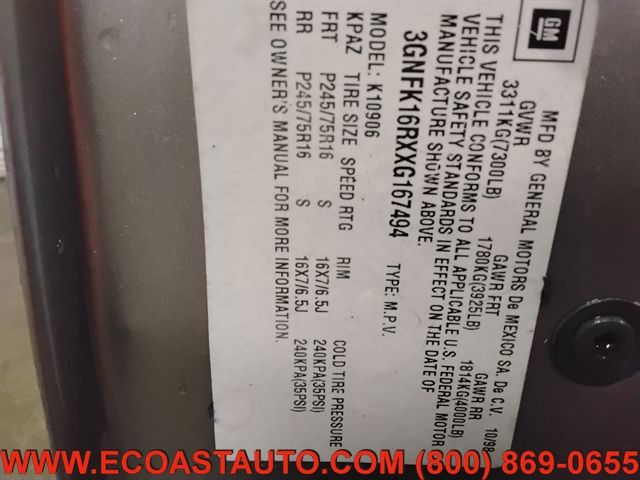 GM
MFD BY GENERAL MOTORS De MEXICO SA. De C.V. 10/98
GVWR GAWR FRT GAWR RR
3311KG(7300LB) 1780KG(3925LB) 1814KG(4000LB)
THIS VEHICLE CONFORMS TO ALL APPLICABLE U.S. FEDERAL MOTOR
VEHICLE SAFETY STANDARDS IN EFFECT ON THE DATE OF
MANUFACTURE SHOWN ABOVE.
3GNFK16RXXG167494 TYPE: M.P.V.
MODEL: K10906
KPAZ TIRE SIZE SPEED RTG RIM COLD TIRE PRESSURE
FRT P245/75R16 S 16X7/6.5J 240KPA(35PSI)
RR P245/75R16 S 16X7/6.5J 240KPA(35PSI)
SEE OWNER'S MANUAL FOR MORE INFORMATION.
WWW.ECOASTAUTO.COM (800) 869-0655